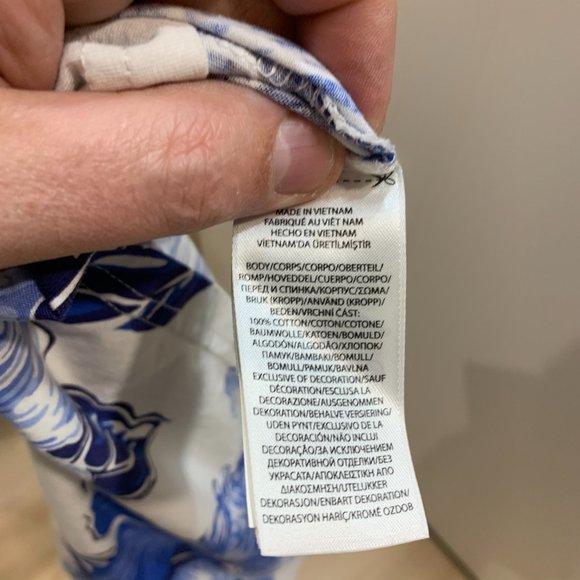 MADE IN VIETNAM
FABRIQUÉ AU VIÊT NAM
HECHO EN VIETNAM
VİETNAM'DA ÜRETİLMİŞTİR
BODY/CORPS/CORPO/OBERTEIL/
ROMP/HOVEDDEL/CUERPO/CORPO/
ПЕРЕД И СПИНКА/КОРПУС/ΣΩΜΑ/
BRUK (KROPP)/ANVÄND (KROPP)/
BEDEN/VRCHNÍ ČÁST:
100% COTTON/COTON/COTONE/
BAUMWOLLE/KATOEN/BOMULD/
ALGODÓN/ALGODÃO/ХЛОПОК/
ПАМУК/ΒΑΜΒΑΚΙ/BOMULL/
BOMULL/PAMUK/BAVLNA
EXCLUSIVE OF DECORATION/SAUF
DÉCORATION/ESCLUSA LA
DECORAZIONE/AUSGENOMMEN
DEKORATION/BEHALVE VERSIERING/
UDEN PYNT/EXCLUSIVO DE LA
DECORACIÓN/NÃO INCLUI
DECORAÇÃO/ЗА ИСКЛЮЧЕНИЕМ
ДЕКОРАТИВНОЙ ОТДЕЛКИ/БЕЗ
УКРАСАТА/ΑΠΟΚΛΕΙΣΤΙΚΗ ΑΠΟ
ΔΙΑΚΟΣΜΗΣΗ/UTELUKKER
DEKORASJON/ENBART DEKORATION/
DEKORASYON HARİÇ/KROMĚ OZDOB